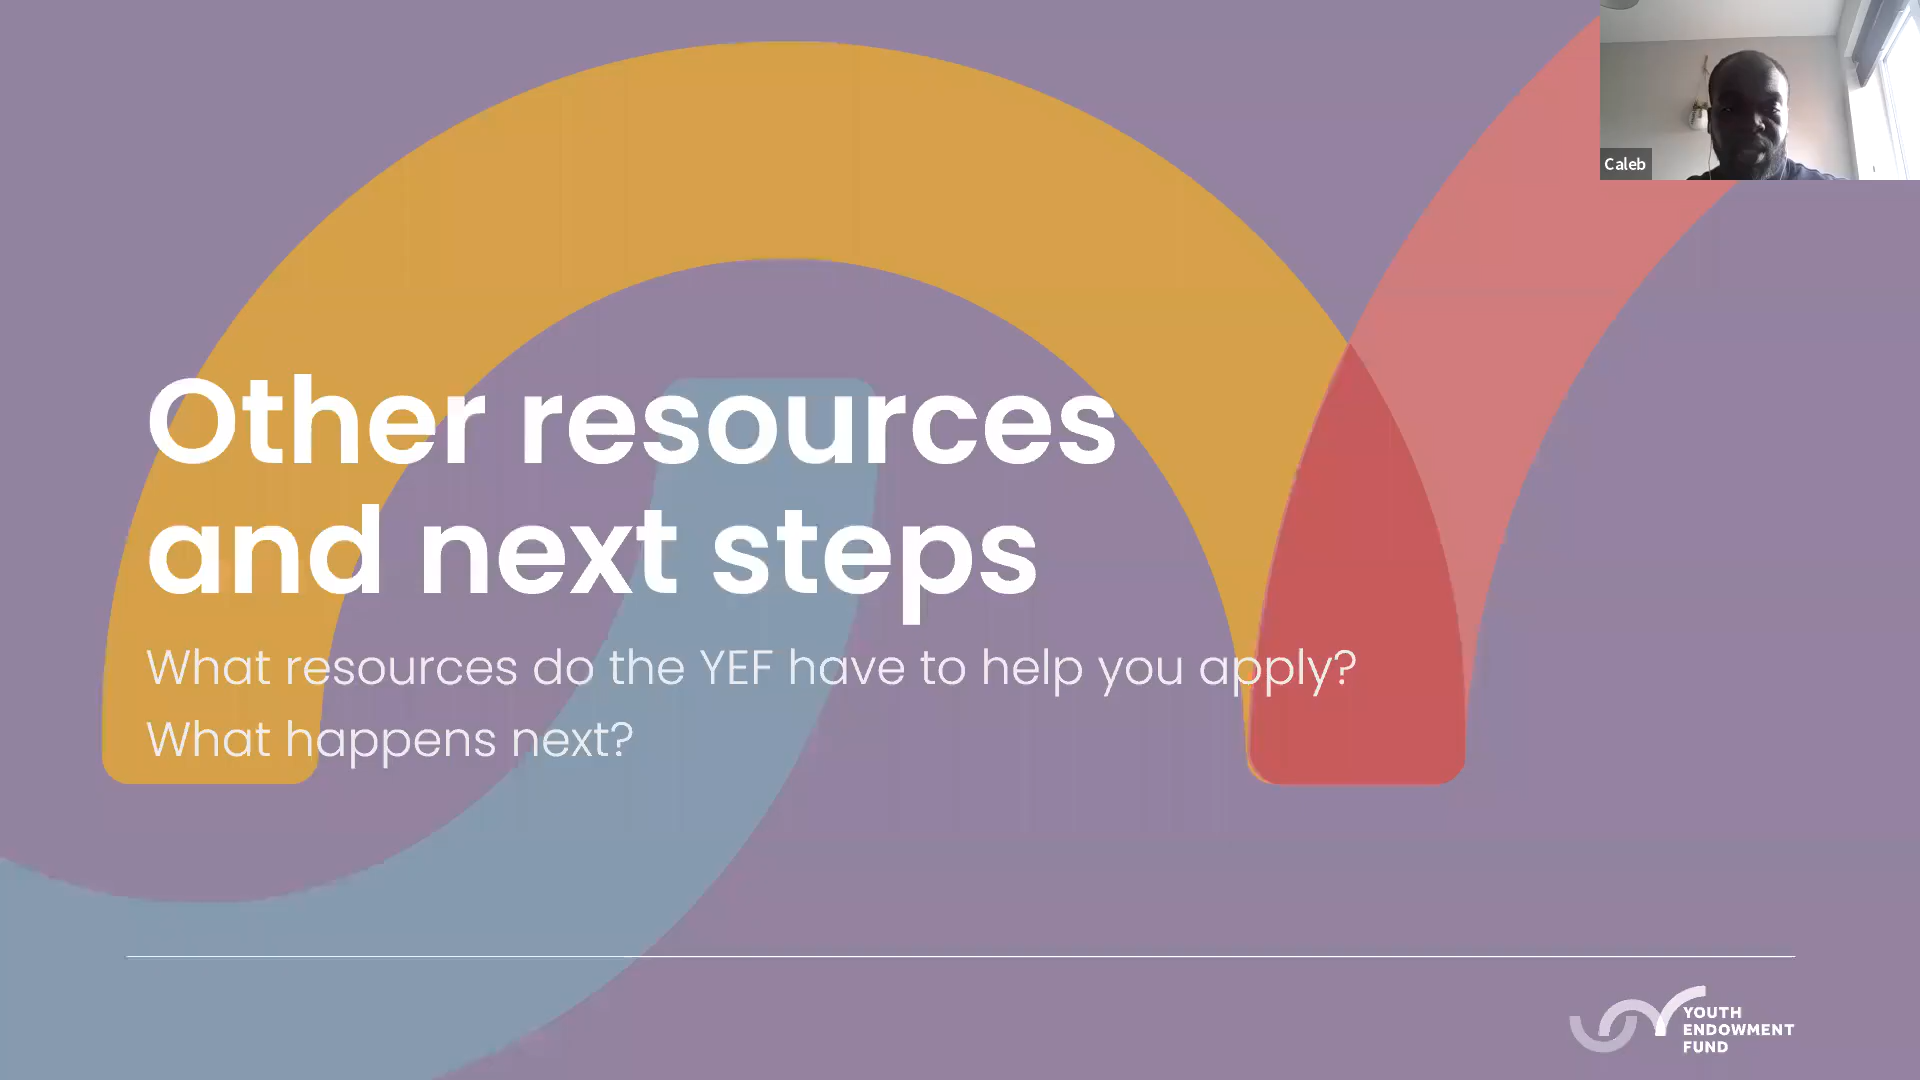 Caleb
Other resources
and next steps
What resources do the YEF have to help you apply?
What happens next?
YOUTH
ENDOWMENT
FUND